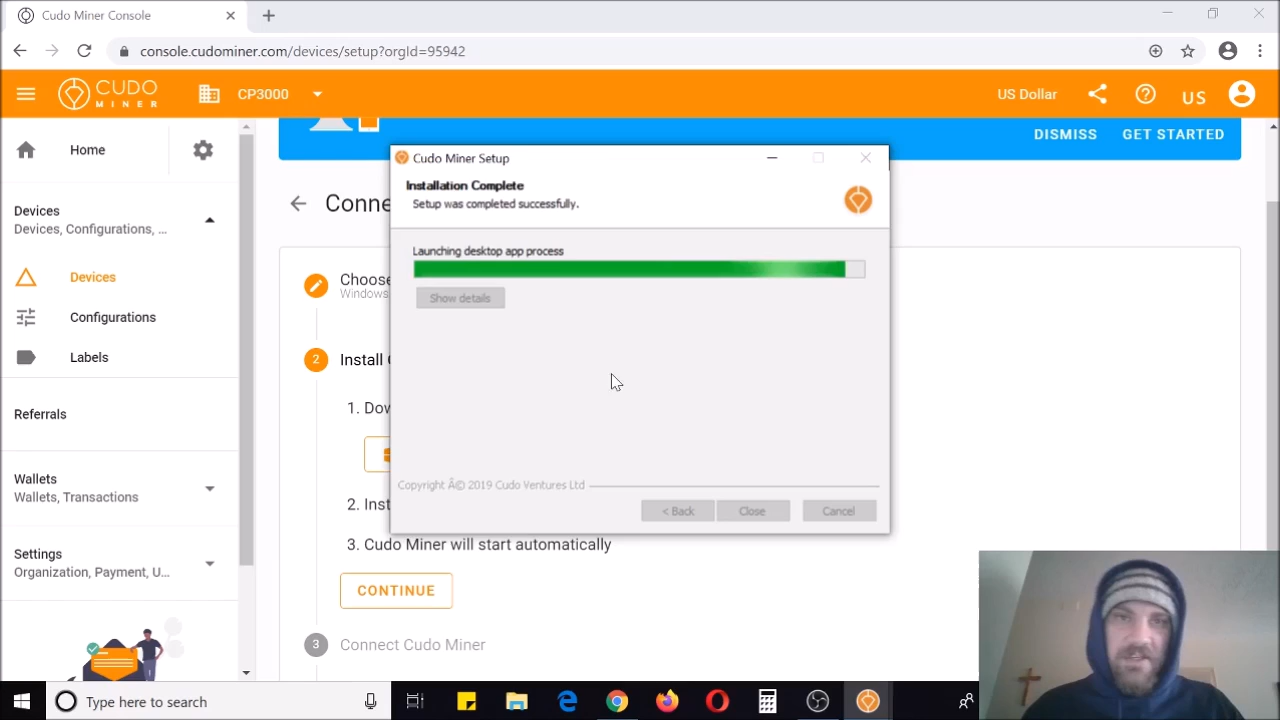 Cudo Miner Console
console.cudominer.com/devices/setup?orgId=95942
CUDO
MINER
CP3000
US Dollar
US
Home
DISMISS
GET STARTED
Devices
Devices, Configurations, ...
Devices
Configurations
Labels
Referrals
Wallets
Wallets, Transactions
Settings
Organization, Payment, U...
Conne
Choose
Windows
2
Install C
1. Dow
2. Inst
3. Cudo Miner will start automatically
CONTINUE
3
Connect Cudo Miner
Cudo Miner Setup
Installation Complete
Setup was completed successfully.
Launching desktop app process
Show details
Copyright Â© 2019 Cudo Ventures Ltd
< Back
Close
Cancel
Type here to search